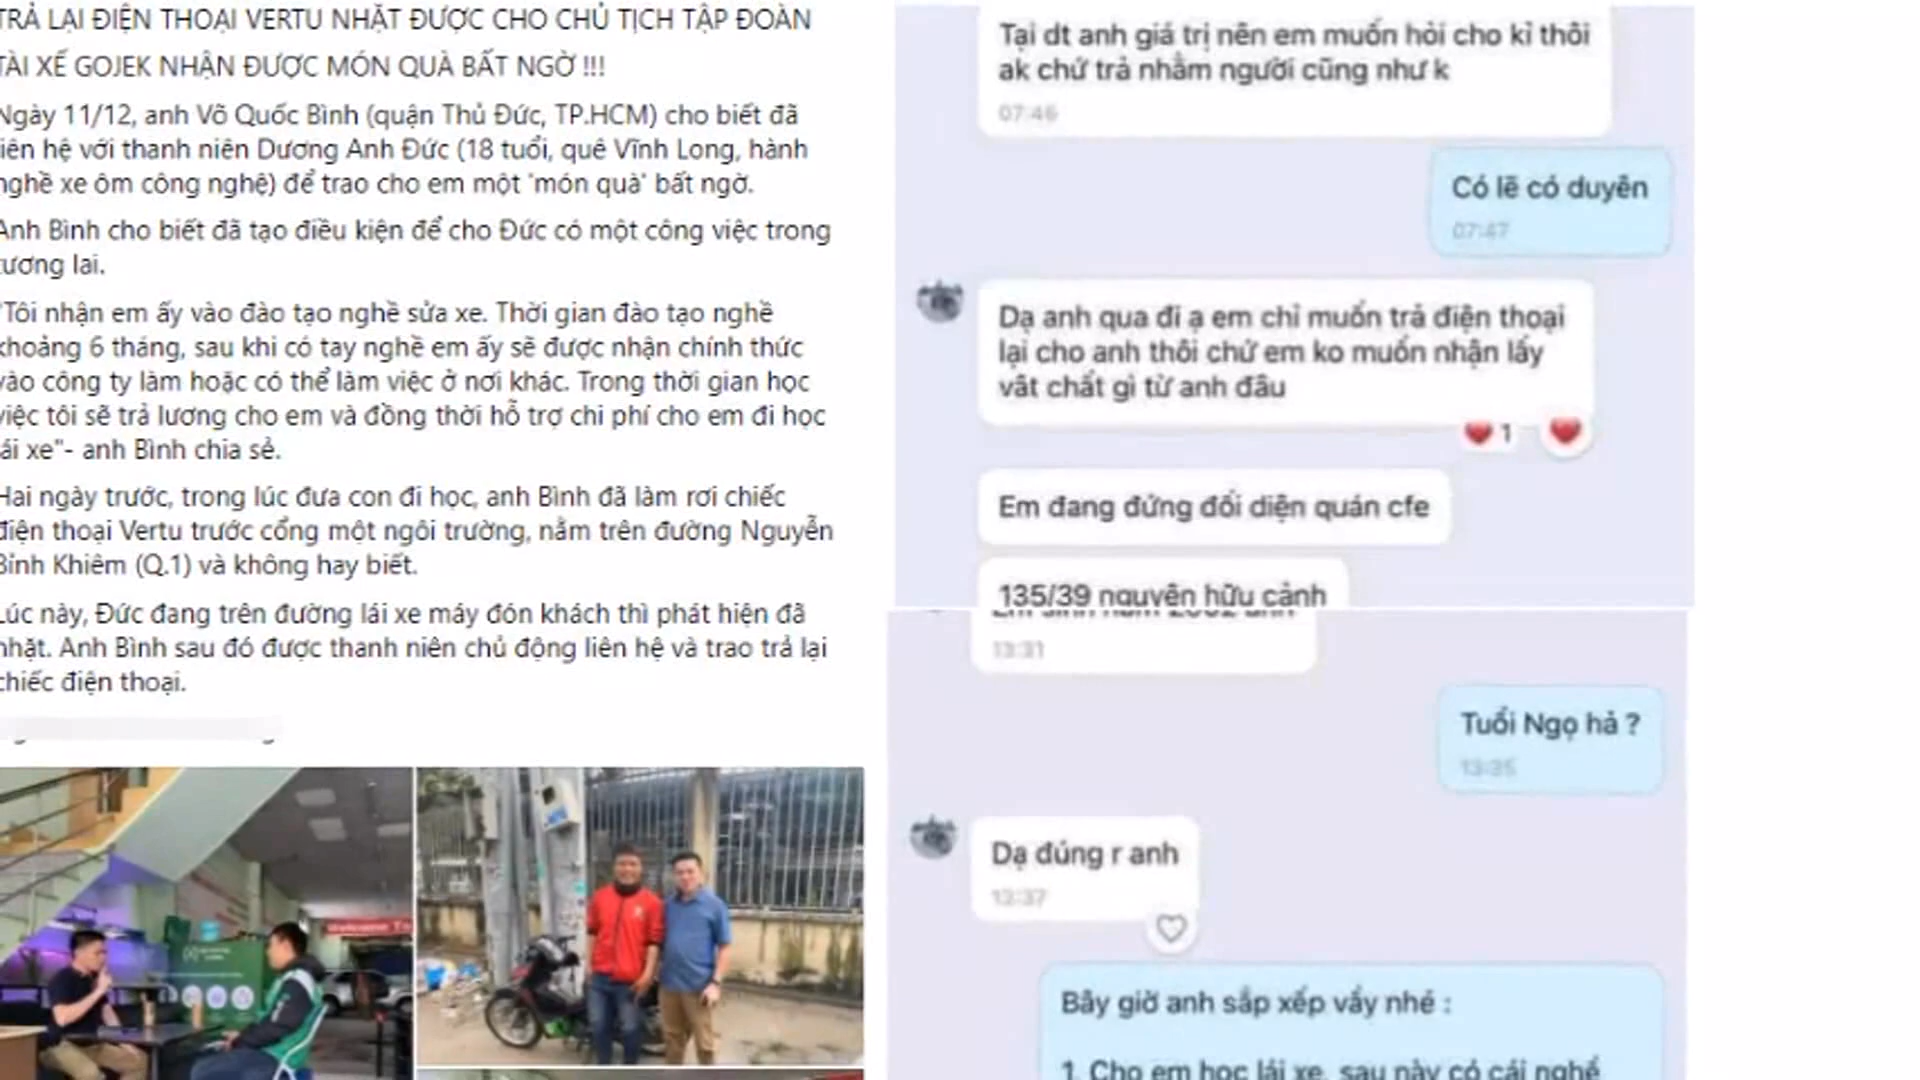 TRẢ LẠI ĐIỆN THOẠI VERTU NHẶT ĐƯỢC CHO CHỦ TỊCH TẬP ĐOÀN
TÀI XẾ GOJEK NHẬN ĐƯỢC MÓN QUÀ BẤT NGỜ !!!
Ngày 11/12, anh Võ Quốc Bình (quận Thủ Đức, TP.HCM) cho biết đã
liên hệ với thanh niên Dương Anh Đức (18 tuổi, quê Vĩnh Long, hành
nghề xe ôm công nghệ) để trao cho em một 'món quà' bất ngờ.
Anh Bình cho biết đã tạo điều kiện để cho Đức có một công việc trong
tương lai.
"Tôi nhận em ấy vào đào tạo nghề sửa xe. Thời gian đào tạo nghề
khoảng 6 tháng, sau khi có tay nghề em ấy sẽ được nhận chính thức
vào công ty làm hoặc có thể làm việc ở nơi khác. Trong thời gian học
việc tôi sẽ trả lương cho em và đồng thời hỗ trợ chi phí cho em đi học
lái xe"- anh Bình chia sẻ.
Hai ngày trước, trong lúc đưa con đi học, anh Bình đã làm rơi chiếc
điện thoại Vertu trước cổng một ngôi trường, nằm trên đường Nguyễn
Bỉnh Khiêm (Q.1) và không hay biết.
Lúc này, Đức đang trên đường lái xe máy đón khách thì phát hiện đã
nhặt. Anh Bình sau đó được thanh niên chủ động liên hệ và trao trả lại
chiếc điện thoại.
Tại dt anh giá trị nên em muốn hỏi cho kỉ thôi
ak chứ trả nhầm người cũng như k
07:46
Có lẽ có duyên
07:47
Dạ anh qua đi ạ em chỉ muốn trả điện thoại
lại cho anh thôi chứ em ko muốn nhận lấy
vât chất gì từ anh đâu
1
Em đang đứng đối diện quán cfe
135/39 nguyễn hữu cảnh
Em sinh năm 2002 anh
13:31
Tuổi Ngọ hả ?
13:35
Dạ đúng r anh
13:37
Bây giờ anh sắp xếp vầy nhé :
1. Cho em học lái xe, sau này có cái nghề